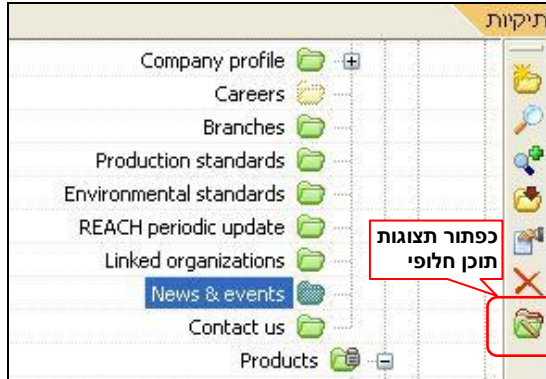 תיקיות
Company profile
Careers
Branches
Production standards
Environmental standards
REACH periodic update
Linked organizations
News & events
Contact us
Products
כפתור תצוגות
תוכן חלופי